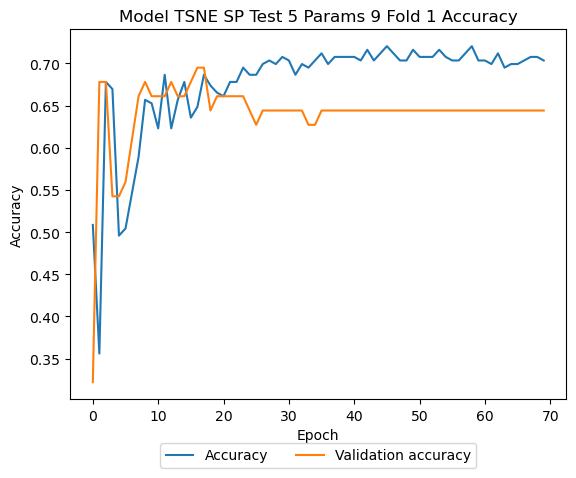 Model TSNE SP Test 5 Params 9 Fold 1 Accuracy
Accuracy
0.70
0.65
0.60
0.55
0.50
0.45
0.40
0.35
0 10 20 30 40 50 60 70
Epoch
Accuracy Validation accuracy